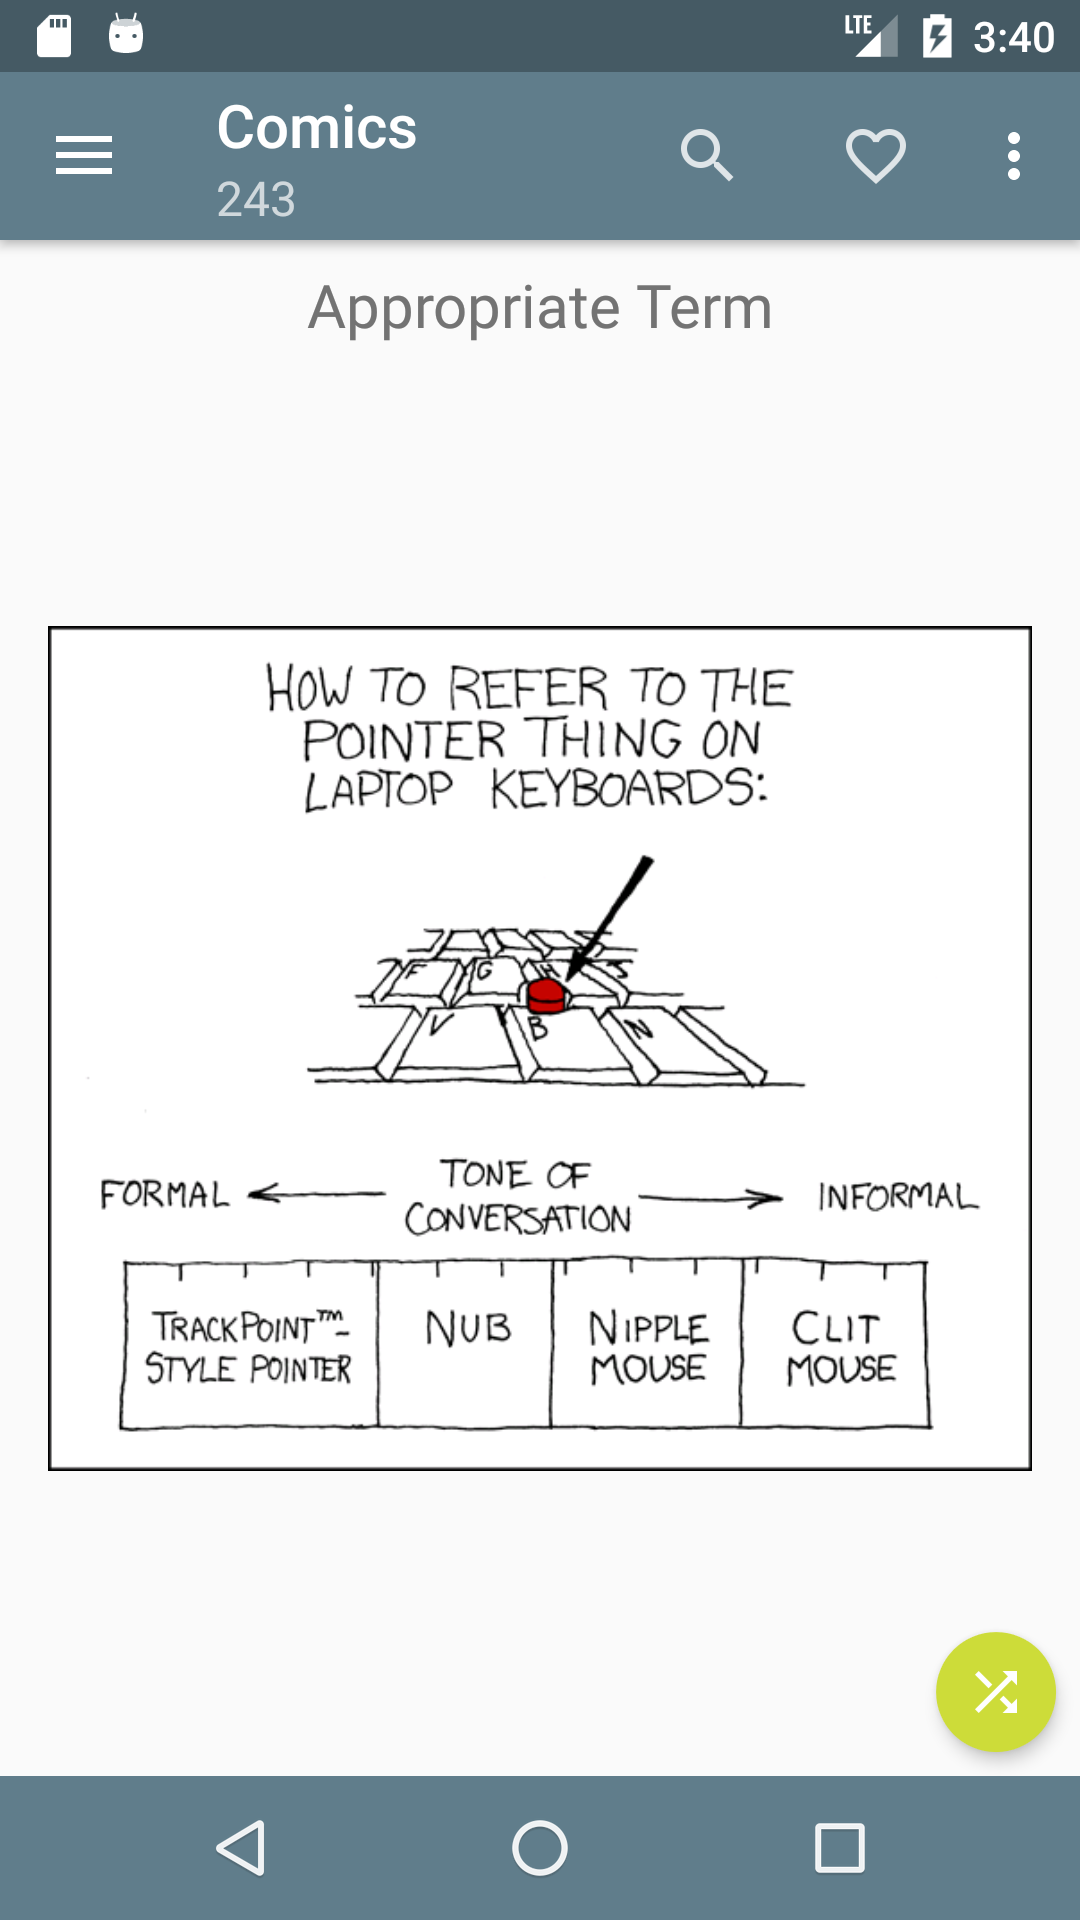 LTE 3:40
Comics
243
Appropriate Term
HOW TO REFER TO THE
POINTER THING ON
LAPTOP KEYBOARDS:
F G H J
V B N
FORMAL TONE OF CONVERSATION INFORMAL
TRACKPOINT™-
STYLE POINTER
NUB
NIPPLE
MOUSE
CLIT
MOUSE